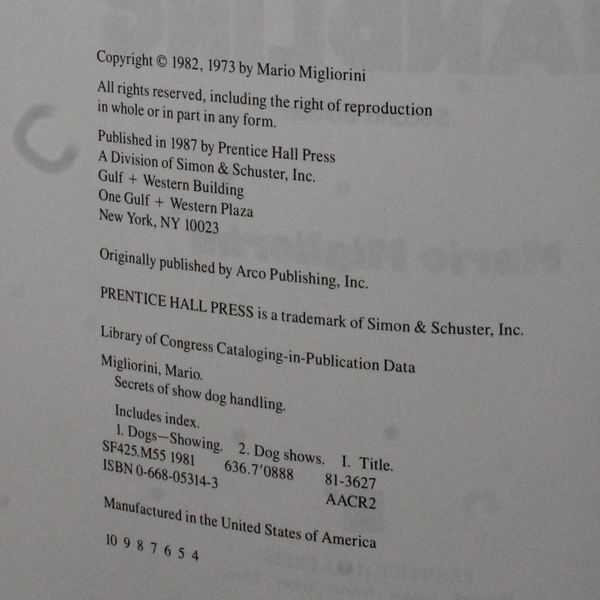 Copyright © 1982, 1973 by Mario Migliorini
All rights reserved, including the right of reproduction
in whole or in part in any form.
Published in 1987 by Prentice Hall Press
A Division of Simon & Schuster, Inc.
Gulf + Western Building
One Gulf + Western Plaza
New York, NY 10023
Originally published by Arco Publishing, Inc.
PRENTICE HALL PRESS is a trademark of Simon & Schuster, Inc.
Library of Congress Cataloging-in-Publication Data
Migliorini, Mario.
Secrets of show dog handling.
Includes index.
1. Dogs—Showing. 2. Dog shows. I. Title.
SF425.M55 1981 636.7'0888 81-3627
ISBN 0-668-05314-3 AACR2
Manufactured in the United States of America
10 9 8 7 6 5 4